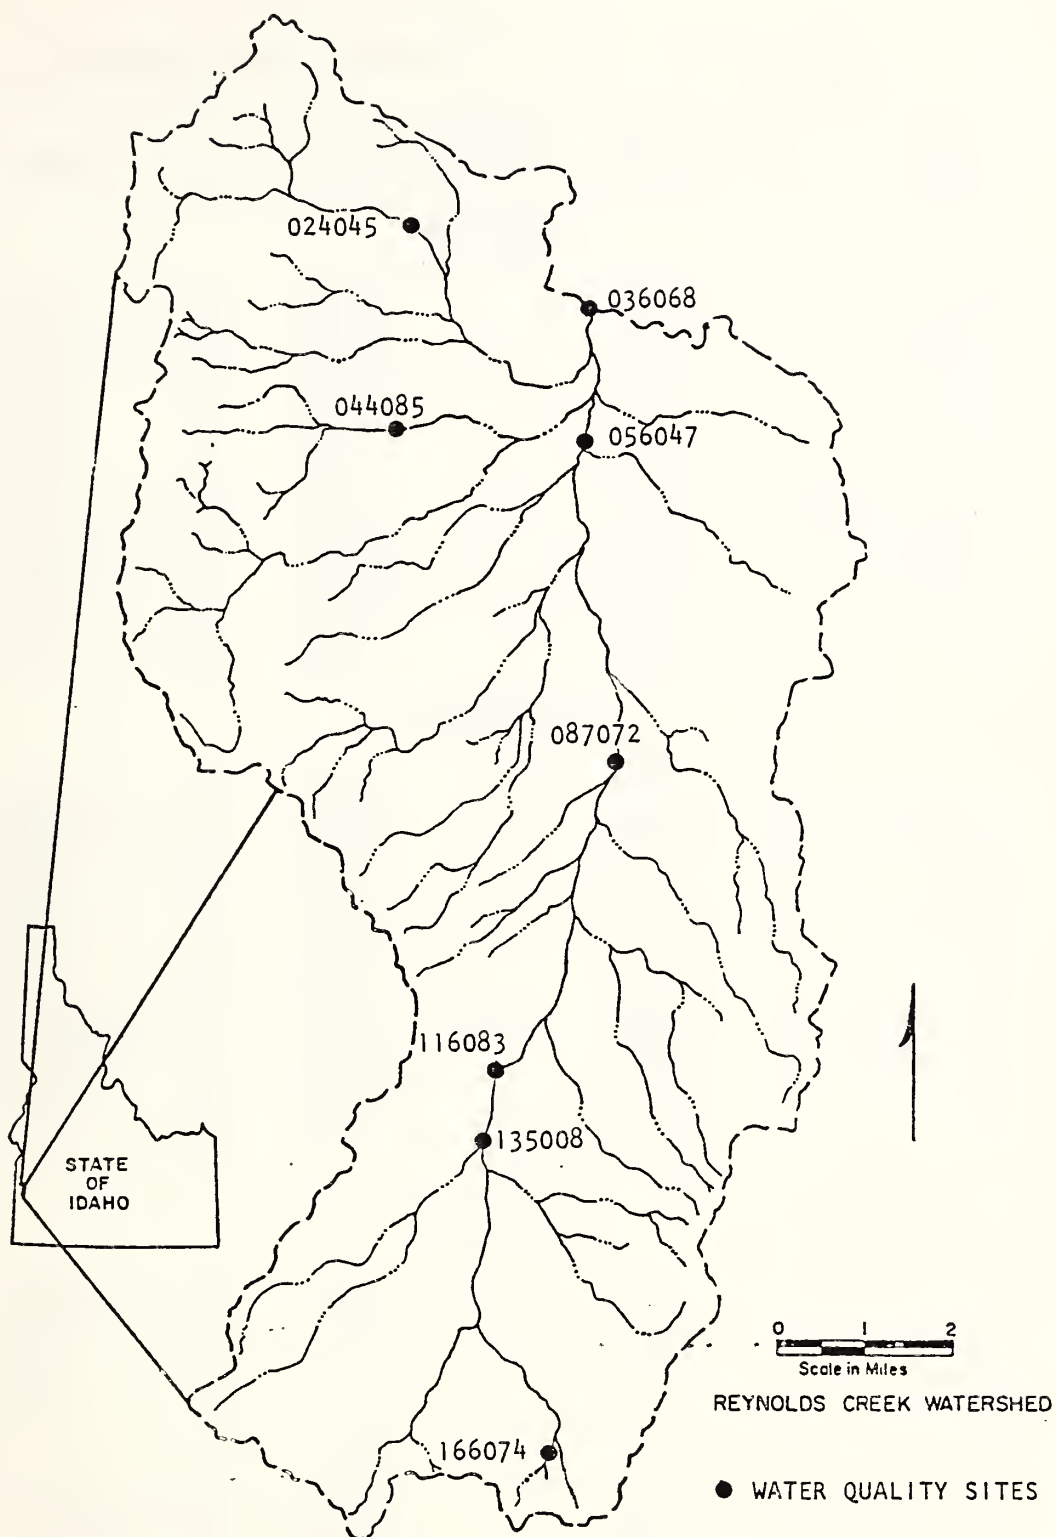 024045
036068
044085
056047
087072
116083
135008
STATE
OF
IDAHO
0 1 2
Scale in Miles
REYNOLDS CREEK WATERSHED
166074
WATER QUALITY SITES